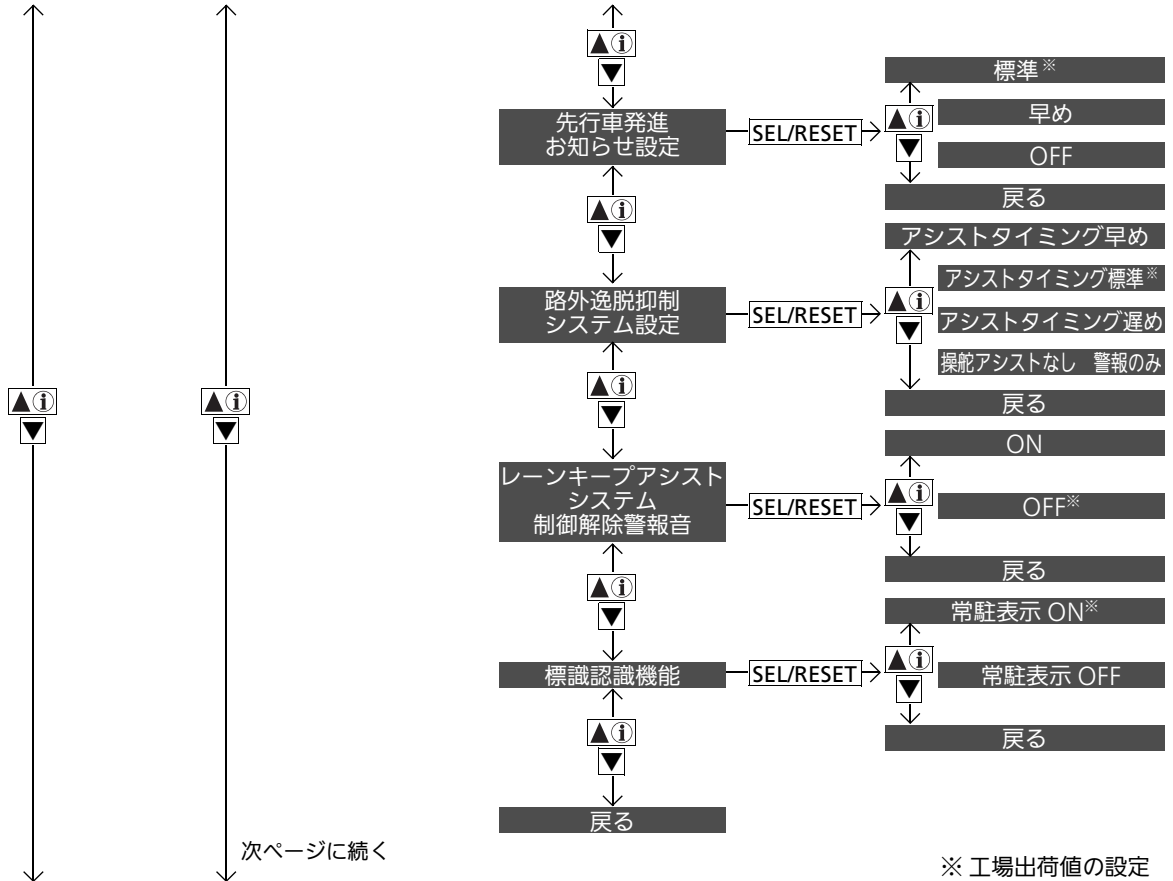 ▲ⓘ
▼
標準※
先行車発進
お知らせ設定
SEL/RESET
▲ⓘ
▼
早め
OFF
戻る
▲ⓘ
▼
アシストタイミング早め
路外逸脱抑制
システム設定
SEL/RESET
▲ⓘ
▼
アシストタイミング標準※
アシストタイミング遅め
操舵アシストなし　警報のみ
戻る
▲ⓘ
▼
▲ⓘ
▼
▲ⓘ
▼
ON
レーンキープアシスト
システム
制御解除警報音
SEL/RESET
▲ⓘ
▼
OFF※
戻る
▲ⓘ
▼
常駐表示 ON※
標識認識機能
SEL/RESET
▲ⓘ
▼
常駐表示 OFF
戻る
▲ⓘ
▼
戻る
次ページに続く
※ 工場出荷値の設定